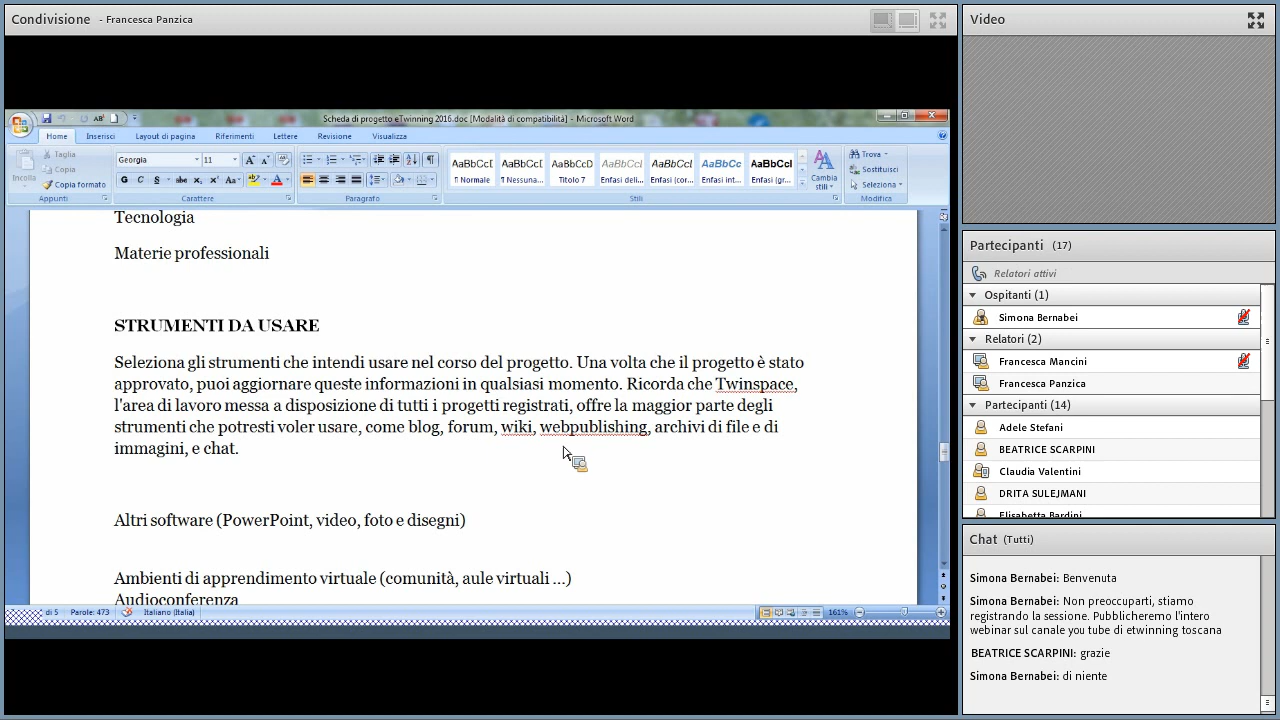 Condivisione - Francesca Panzica
Scheda di progetto eTwinning 2016.doc [Modalità di compatibilità] - Microsoft Word
Home Inserisci Layout di pagina Riferimenti Lettere Revisione Visualizza
Incolla
Taglia
Copia
Copia formato
Appunti
Georgia 11
G C S abc x₂ x² Aa
Carattere
Paragrafo
AaBbCcI AaBbCcI AaBbCcD AaBbCcI AaBbCcI AaBbCc AaBbCcI
¶ Normale ¶ Nessuna... Titolo 7 Enfasi deli... Enfasi (cor... Enfasi int... Enfasi (gr...
Cambia stili
Stili
Trova
Sostituisci
Seleziona
Modifica
Tecnologia
Materie professionali
STRUMENTI DA USARE
Seleziona gli strumenti che intendi usare nel corso del progetto. Una volta che il progetto è stato
approvato, puoi aggiornare queste informazioni in qualsiasi momento. Ricorda che Twinspace,
l'area di lavoro messa a disposizione di tutti i progetti registrati, offre la maggior parte degli
strumenti che potresti voler usare, come blog, forum, wiki, webpublishing, archivi di file e di
immagini, e chat.
Altri software (PowerPoint, video, foto e disegni)
Ambienti di apprendimento virtuale (comunità, aule virtuali ...)
Audioconferenza
di 5 Parole: 473 Italiano (Italia) 161%
Video
Partecipanti (17)
Relatori attivi
Ospitanti (1)
Simona Bernabei
Relatori (2)
Francesca Mancini
Francesca Panzica
Partecipanti (14)
Adele Stefani
BEATRICE SCARPINI
Claudia Valentini
DRITA SULEJMANI
Elisabetta Bardini
Chat (Tutti)
Simona Bernabei: Benvenuta
Simona Bernabei: Non preoccuparti, stiamo
registrando la sessione. Pubblicheremo l'intero
webinar sul canale you tube di etwinning toscana
BEATRICE SCARPINI: grazie
Simona Bernabei: di niente